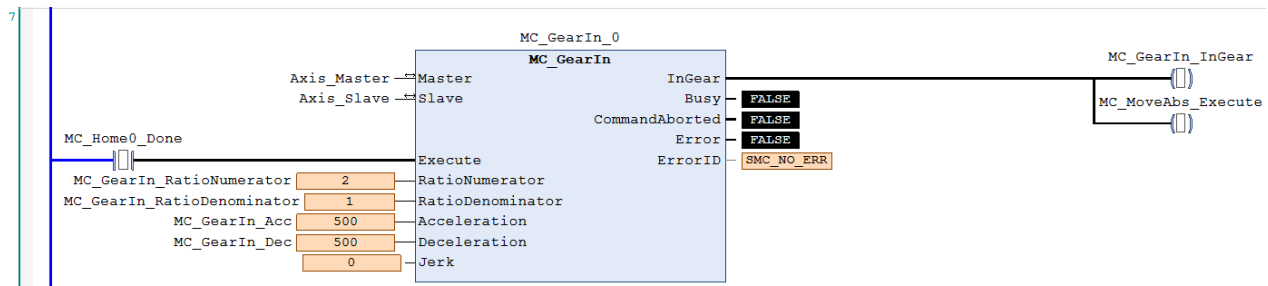 7
MC_GearIn_0
MC_GearIn
MC_GearIn_InGear
Axis_Master Master InGear
Axis_Slave Slave Busy FALSE
MC_MoveAbs_Execute
CommandAborted FALSE
MC_Home0_Done Error FALSE
Execute ErrorID SMC_NO_ERR
MC_GearIn_RatioNumerator 2 RatioNumerator
MC_GearIn_RatioDenominator 1 RatioDenominator
MC_GearIn_Acc 500 Acceleration
MC_GearIn_Dec 500 Deceleration
0 Jerk